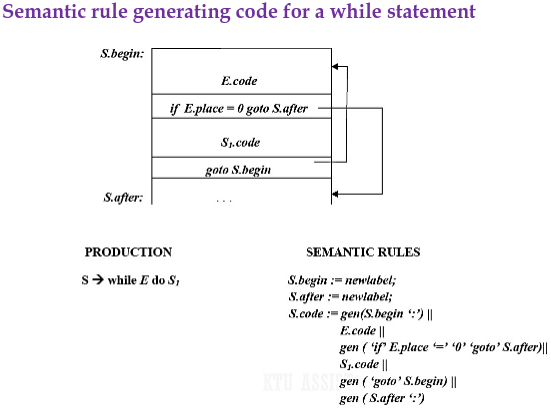 Semantic rule generating code for a while statement
S.begin:
E.code
if E.place = 0 goto S.after
S₁.code
goto S.begin
S.after:
. . .
PRODUCTION
SEMANTIC RULES
S → while E do S₁
S.begin := newlabel;
S.after := newlabel;
S.code := gen(S.begin ‘:’) ||
E.code ||
gen ( ‘if’ E.place ‘=’ ‘0’ ‘goto’ S.after)||
S₁.code ||
gen ( ‘goto’ S.begin) ||
gen ( S.after ‘:’)